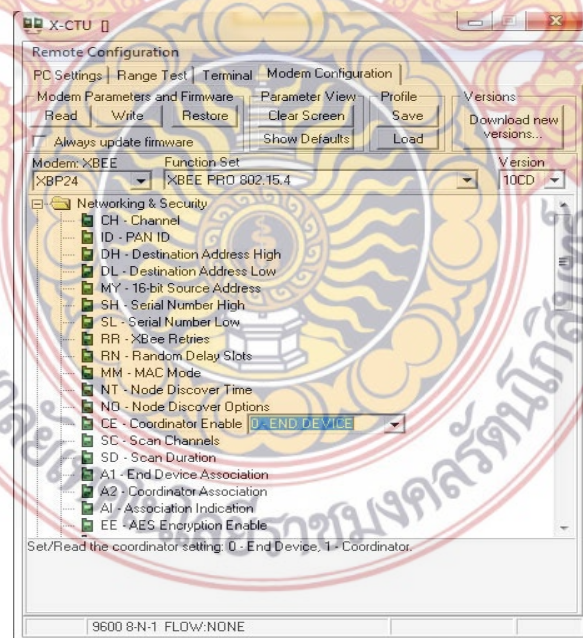 X-CTU []
Remote Configuration
PC Settings Range Test Terminal Modem Configuration
Modem Parameters and Firmware Parameter View Profile Versions
Read Write Restore Clear Screen Save Download new versions...
Always update firmware Show Defaults Load
Modem: XBEE Function Set Version
XBP24 XBEE PRO 802.15.4 10CD
Networking & Security
CH - Channel
ID - PAN ID
DH - Destination Address High
DL - Destination Address Low
MY - 16-bit Source Address
SH - Serial Number High
SL - Serial Number Low
RR - XBee Retries
RN - Random Delay Slots
MM - MAC Mode
NT - Node Discover Time
NO - Node Discover Options
CE - Coordinator Enable 0 - END DEVICE
SC - Scan Channels
SD - Scan Duration
A1 - End Device Association
A2 - Coordinator Association
AI - Association Indication
EE - AES Encryption Enable
Set/Read the coordinator setting: 0 - End Device, 1 - Coordinator.
9600 8-N-1 FLOW:NONE